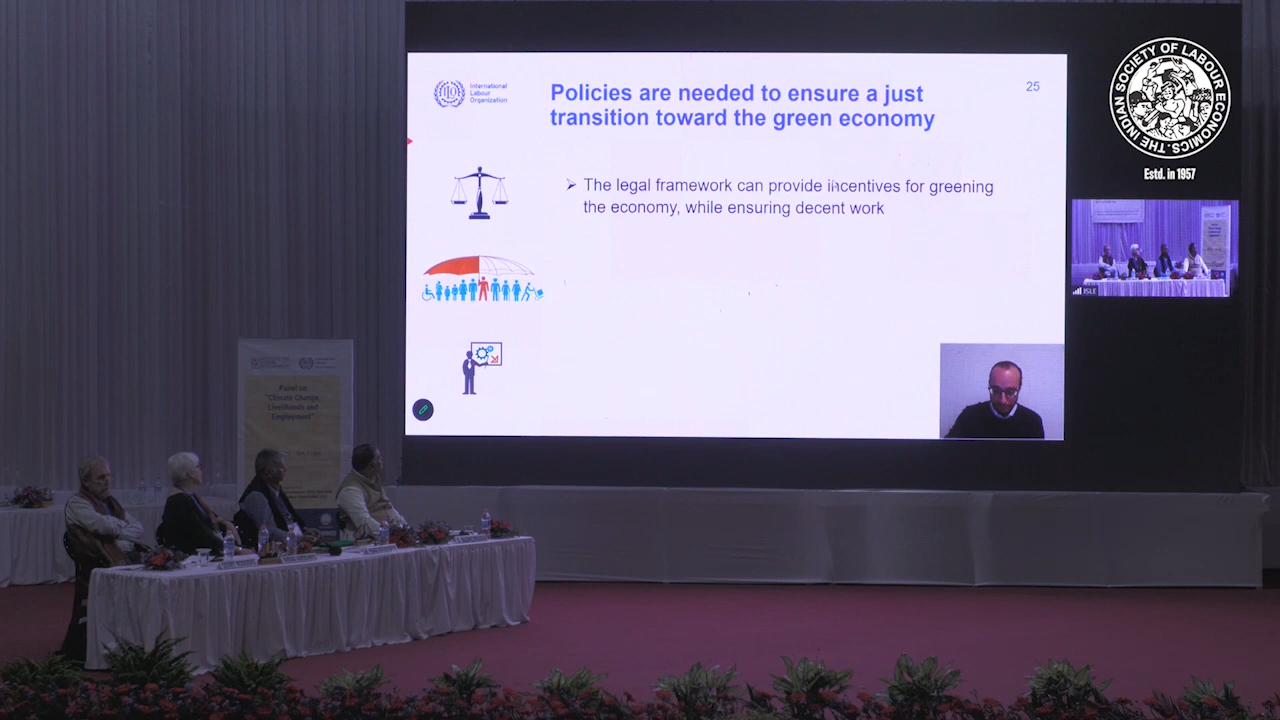 International
Labour
Organization
Policies are needed to ensure a just
transition toward the green economy
25
➢ The legal framework can provide incentives for greening
the economy, while ensuring decent work
THE INDIAN SOCIETY OF LABOUR ECONOMICS.
Estd. in 1957
ISLE
Panel on
"Climate Change,
Livelihoods and
Employment"